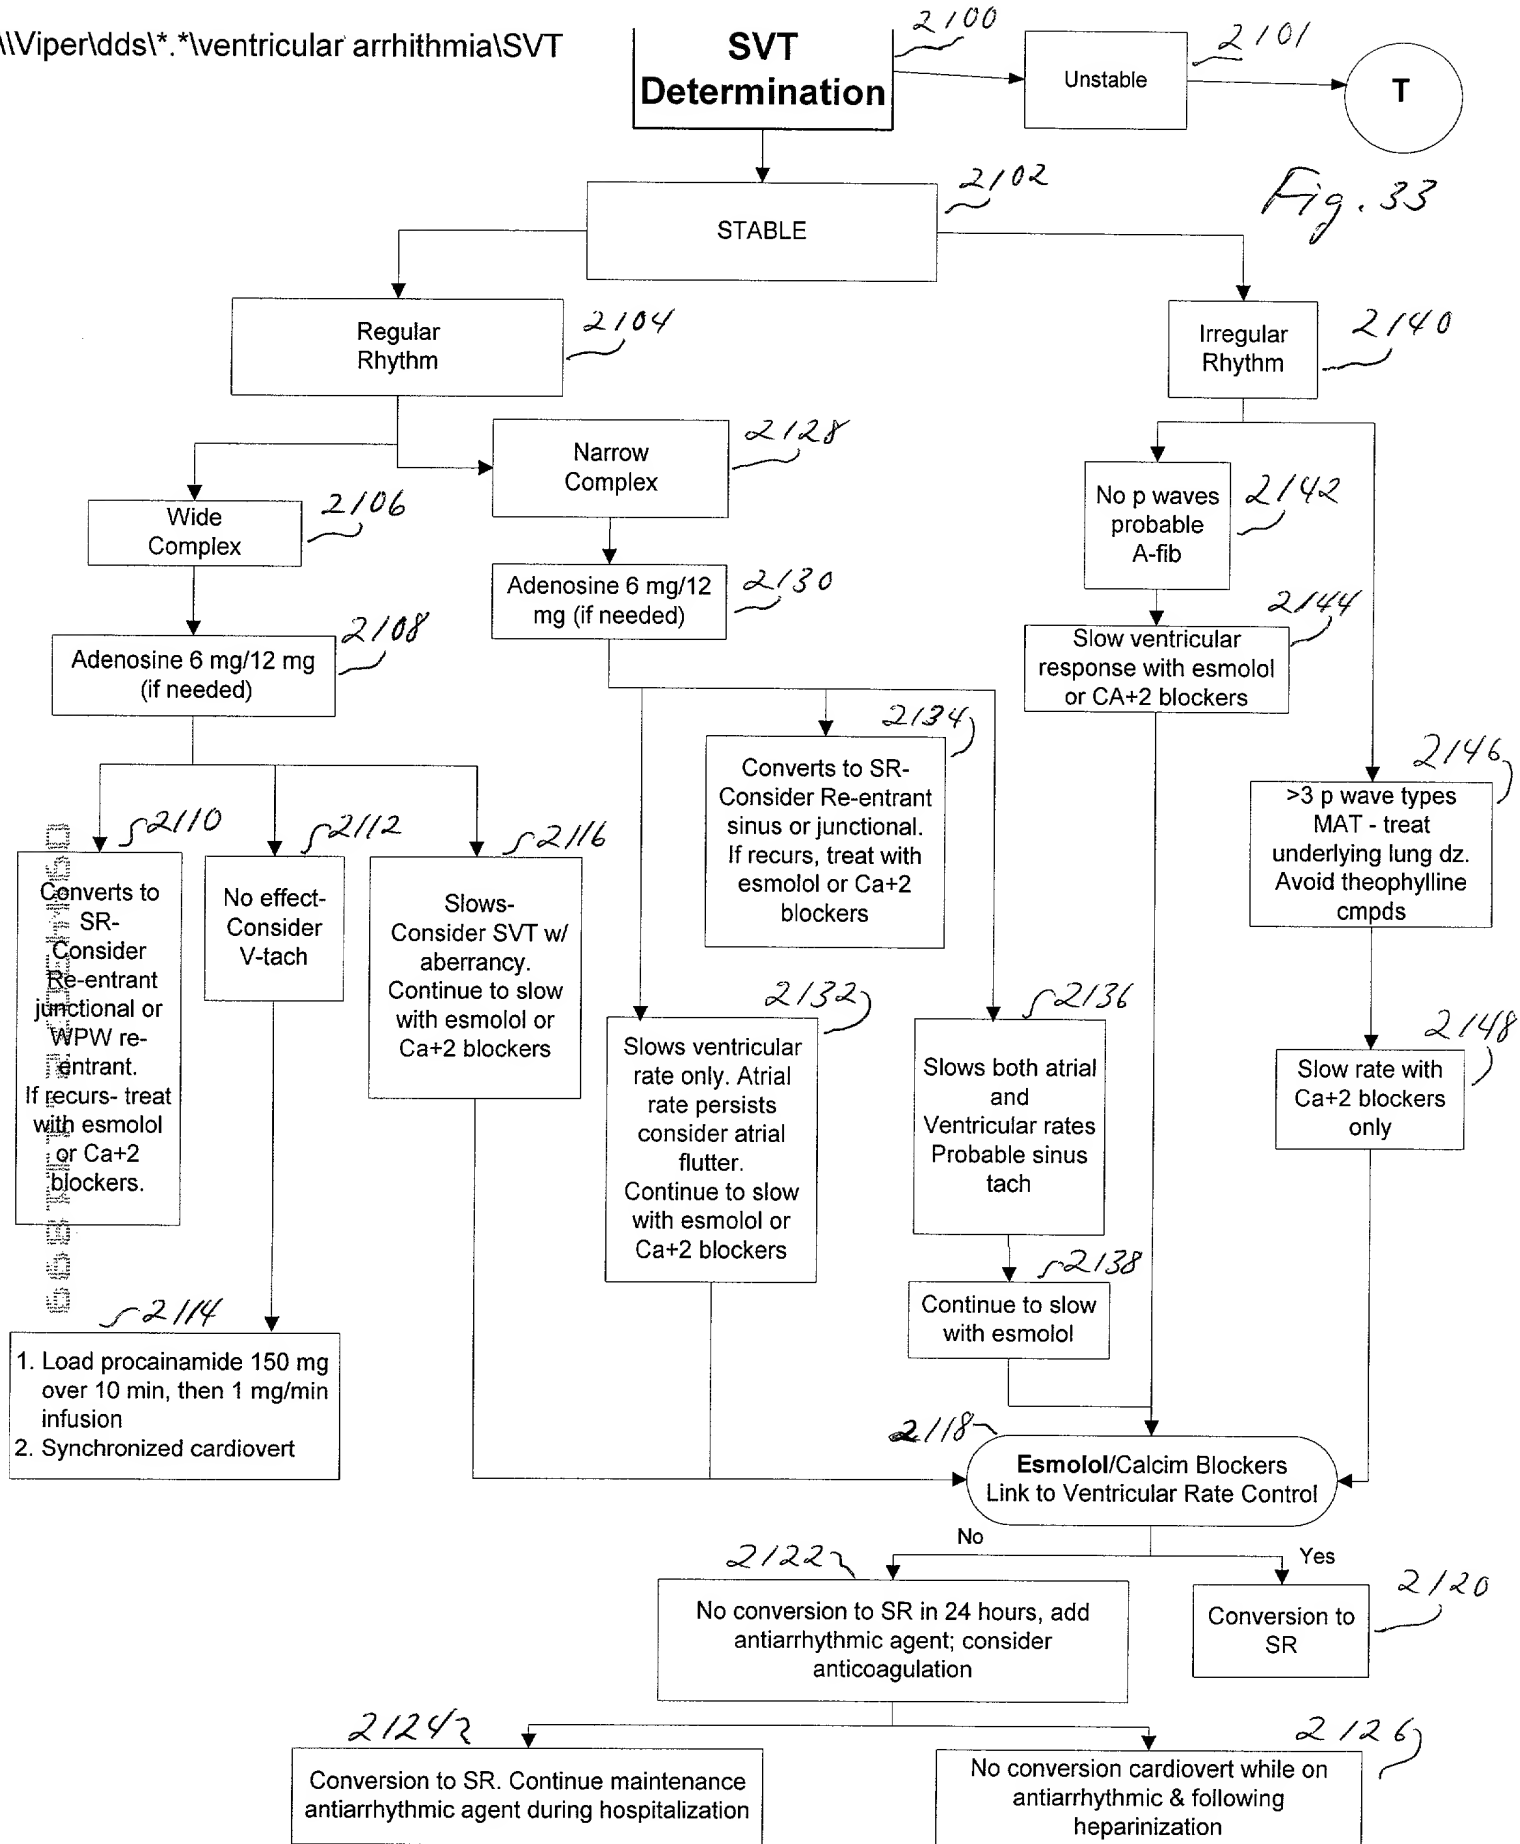 \\Viper\dds\*.*\ventricular arrhithmia\SVT
SVT
Determination
2100
Unstable
2101
T
Fig. 33
STABLE
2102
Regular
Rhythm
2104
Irregular
Rhythm
2140
Narrow
Complex
2128
Wide
Complex
2106
No p waves
probable
A-fib
2142
Adenosine 6 mg/12
mg (if needed)
2130
Adenosine 6 mg/12 mg
(if needed)
2108
Slow ventricular
response with esmolol
or CA+2 blockers
2144
2134
Converts to SR-
Consider Re-entrant
sinus or junctional.
If recurs, treat with
esmolol or Ca+2
blockers
2146
>3 p wave types
MAT - treat
underlying lung dz.
Avoid theophylline
cmpds
2110
Converts to
SR-
Consider
Re-entrant
junctional or
WPW re-
entrant.
If recurs- treat
with esmolol
or Ca+2
blockers.
2112
No effect-
Consider
V-tach
2116
Slows-
Consider SVT w/
aberrancy.
Continue to slow
with esmolol or
Ca+2 blockers
2132
Slows ventricular
rate only. Atrial
rate persists
consider atrial
flutter.
Continue to slow
with esmolol or
Ca+2 blockers
2136
Slows both atrial
and
Ventricular rates
Probable sinus
tach
2148
Slow rate with
Ca+2 blockers
only
2138
Continue to slow
with esmolol
2114
1. Load procainamide 150 mg
over 10 min, then 1 mg/min
infusion
2. Synchronized cardiovert
2118
Esmolol/Calcim Blockers
Link to Ventricular Rate Control
No
Yes
2122
No conversion to SR in 24 hours, add
antiarrhythmic agent; consider
anticoagulation
2120
Conversion to
SR
2124
Conversion to SR. Continue maintenance
antiarrhythmic agent during hospitalization
2126
No conversion cardiovert while on
antiarrhythmic & following
heparinization